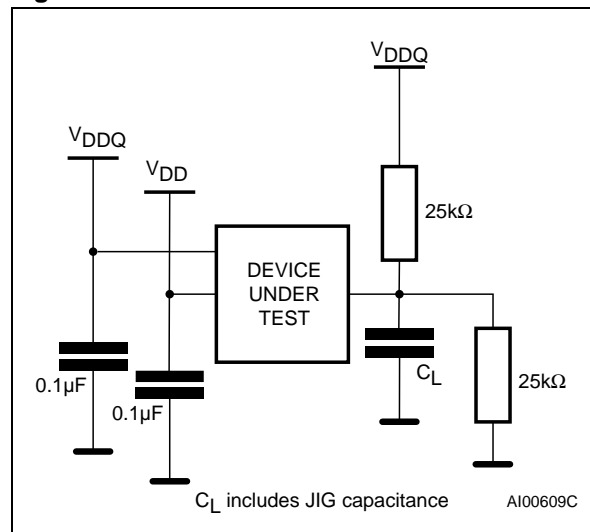 VDDQ
VDDQ
VDD
25kΩ
DEVICE
UNDER
TEST
0.1µF
0.1µF
CL
25kΩ
CL includes JIG capacitance
AI00609C